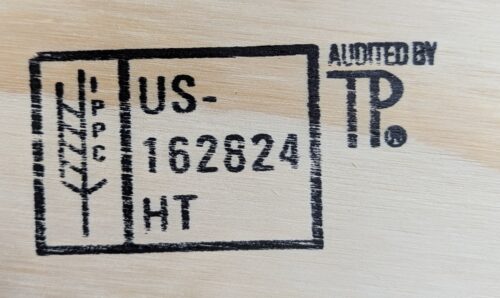 IPPC
US-
162824
HT
AUDITED BY
TP®